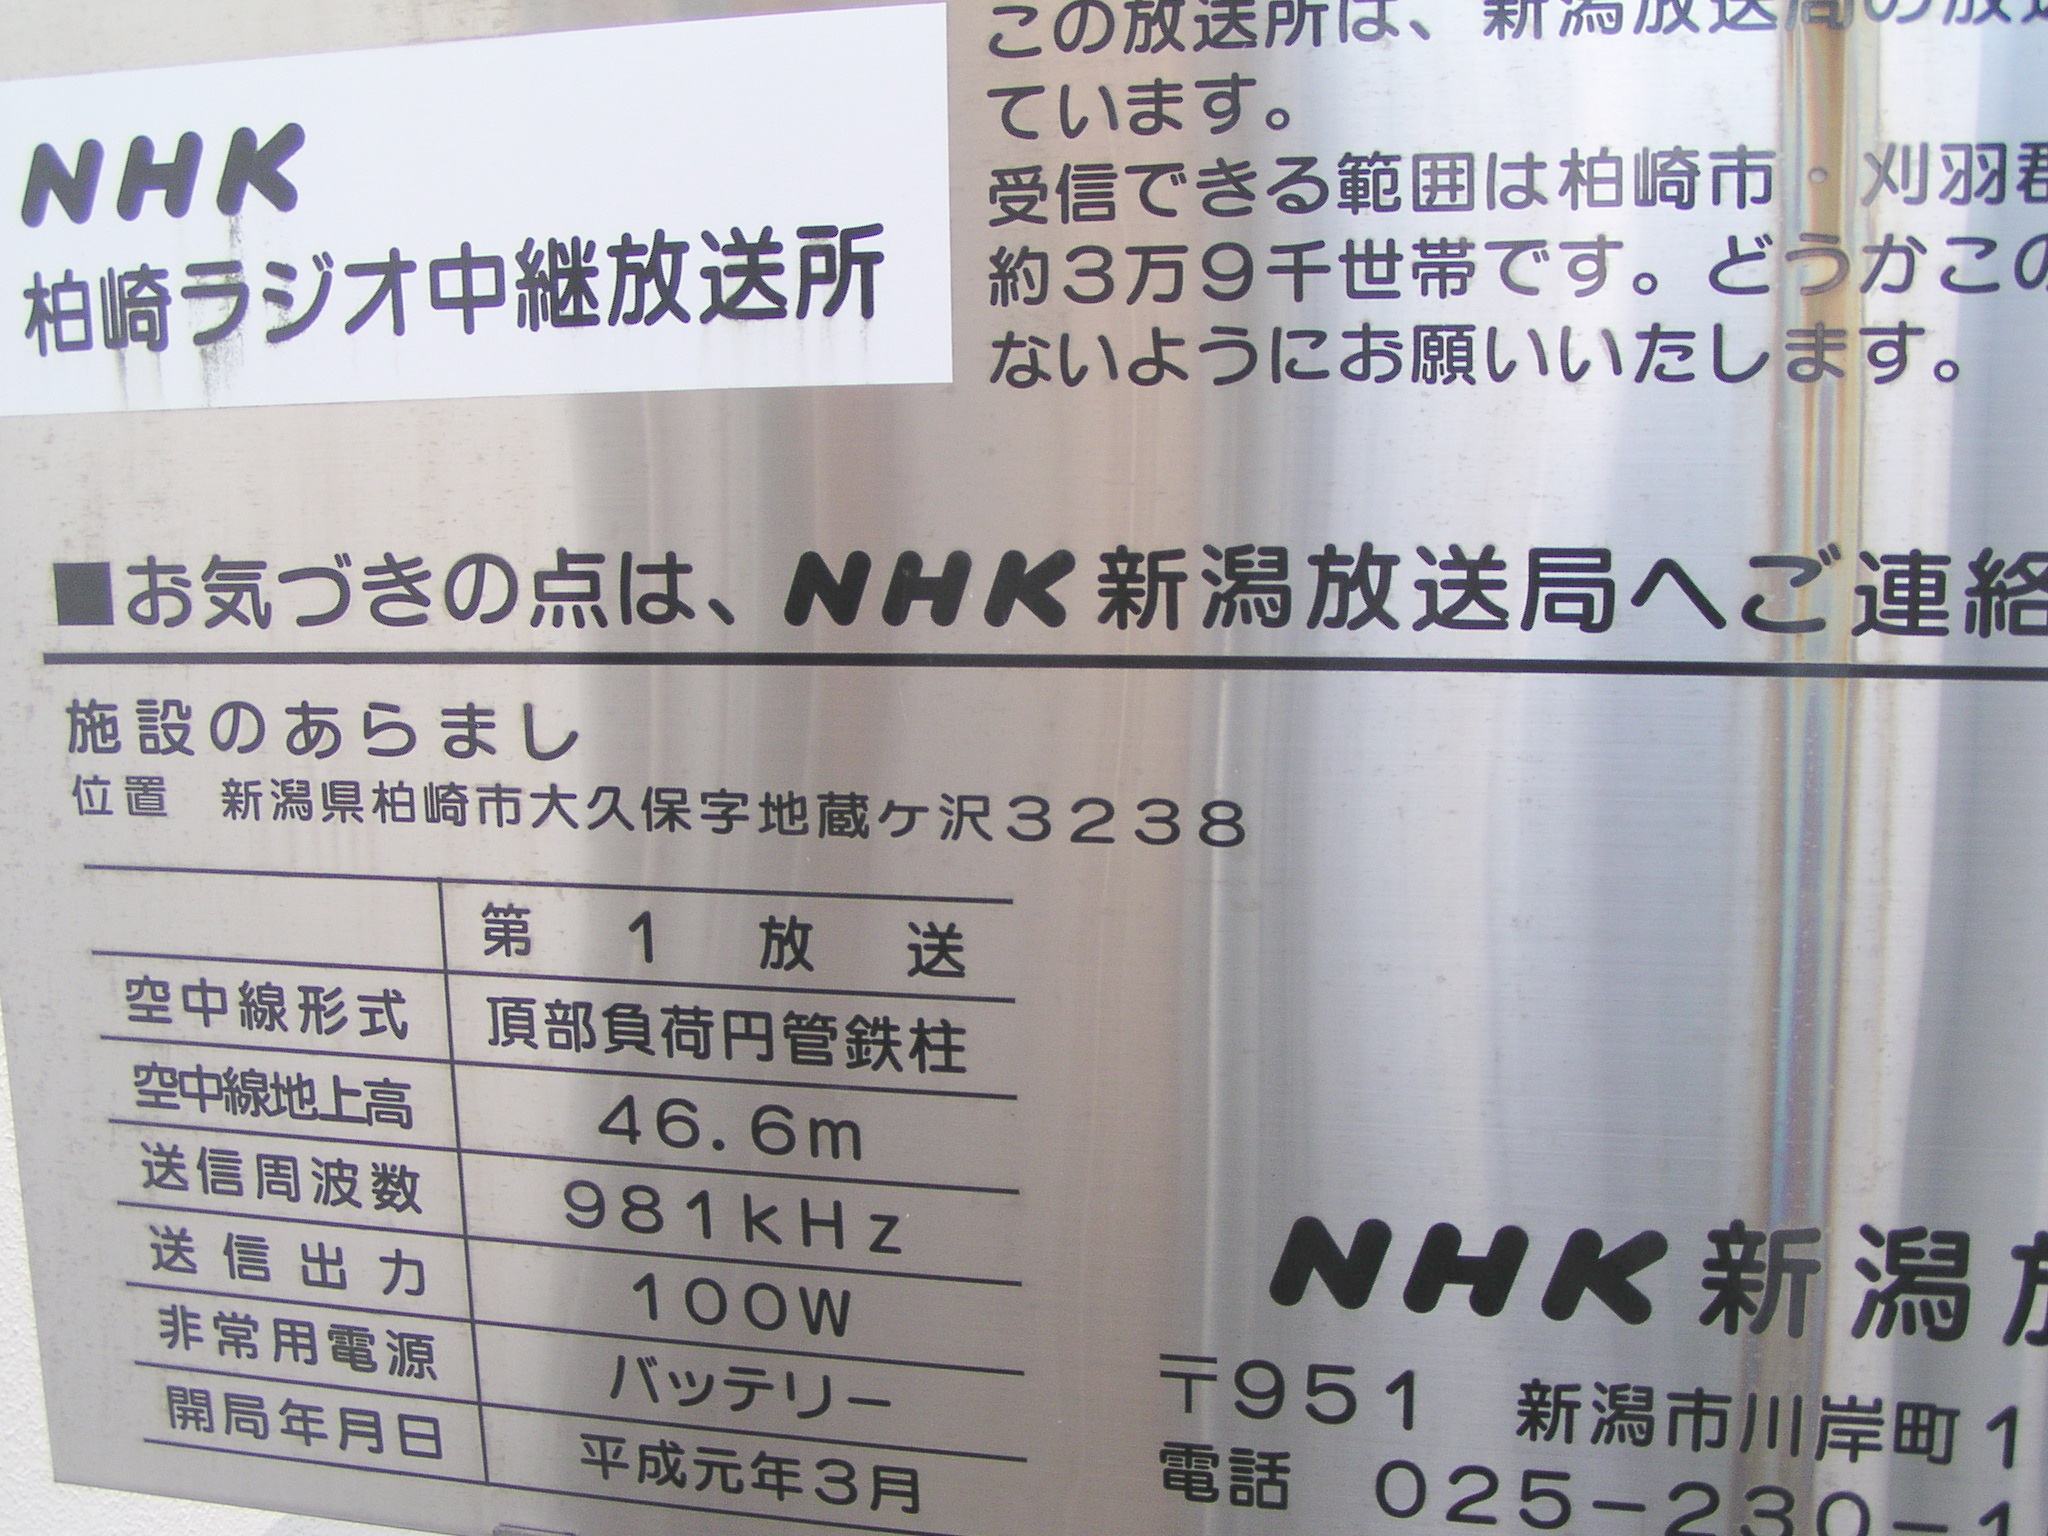 NHK
柏崎ラジオ中継放送所
この放送所は、新潟放送局の放送
ています。
受信できる範囲は柏崎市・刈羽郡
約3万9千世帯です。どうかこの
ないようにお願いいたします。
■お気づきの点は、NHK新潟放送局へご連絡
施設のあらまし
位置 新潟県柏崎市大久保字地蔵ケ沢3238
第1放送
空中線形式 頂部負荷円管鉄柱
空中線地上高 46.6m
送信周波数 981kHz
送信出力 100W
非常用電源 バッテリー
開局年月日 平成元年3月
NHK新潟放
〒951 新潟市川岸町1
電話 025-230-1